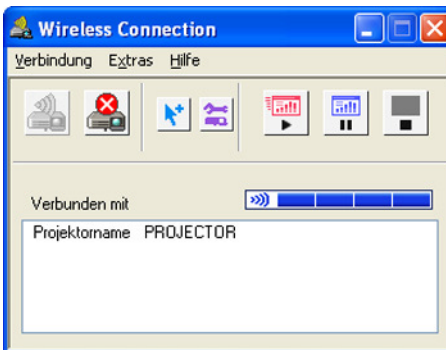 Wireless Connection
Verbindung Extras Hilfe
Verbunden mit
Projektorname PROJECTOR